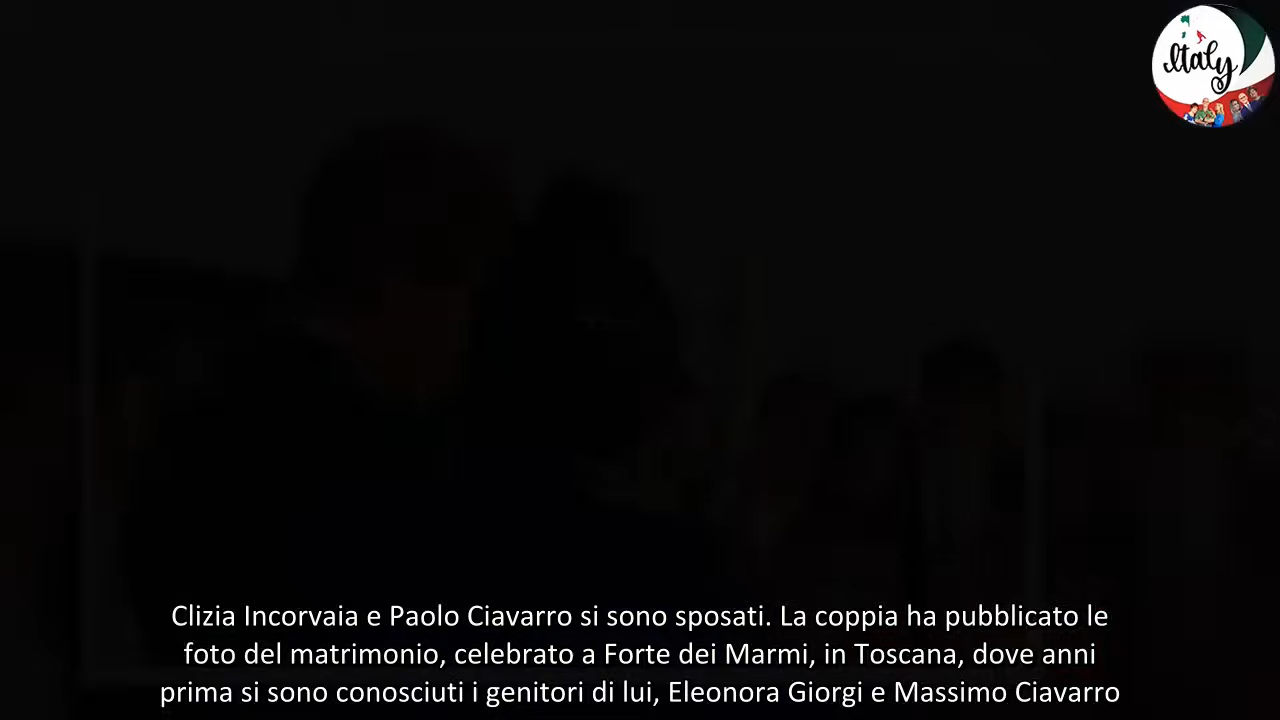 Italy
Clizia Incorvaia e Paolo Ciavarro si sono sposati. La coppia ha pubblicato le
foto del matrimonio, celebrato a Forte dei Marmi, in Toscana, dove anni
prima si sono conosciuti i genitori di lui, Eleonora Giorgi e Massimo Ciavarro